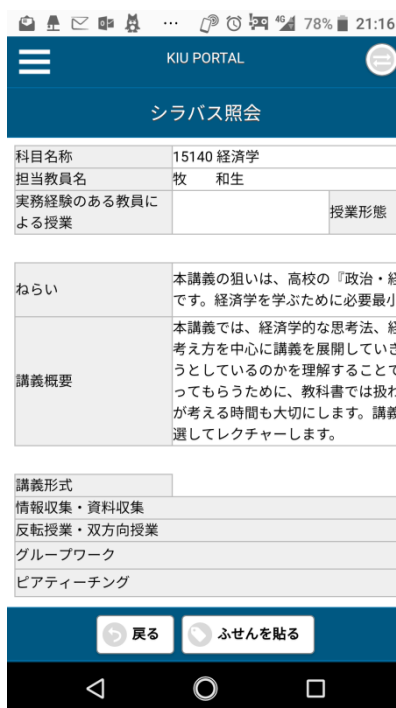 78% 21:16
KIU PORTAL
シラバス照会
科目名称 15140 経済学
担当教員名 牧 和生
実務経験のある教員に
よる授業
授業形態
ねらい
本講義の狙いは、高校の『政治・経
です。経済学を学ぶために必要最小
講義概要
本講義では、経済学的な思考法、経
考え方を中心に講義を展開していき
うとしているのかを理解することで
ってもらうために、教科書では扱わ
が考える時間も大切にします。講義
選してレクチャーします。
講義形式
情報収集・資料収集
反転授業・双方向授業
グループワーク
ピアティーチング
戻る ふせんを貼る